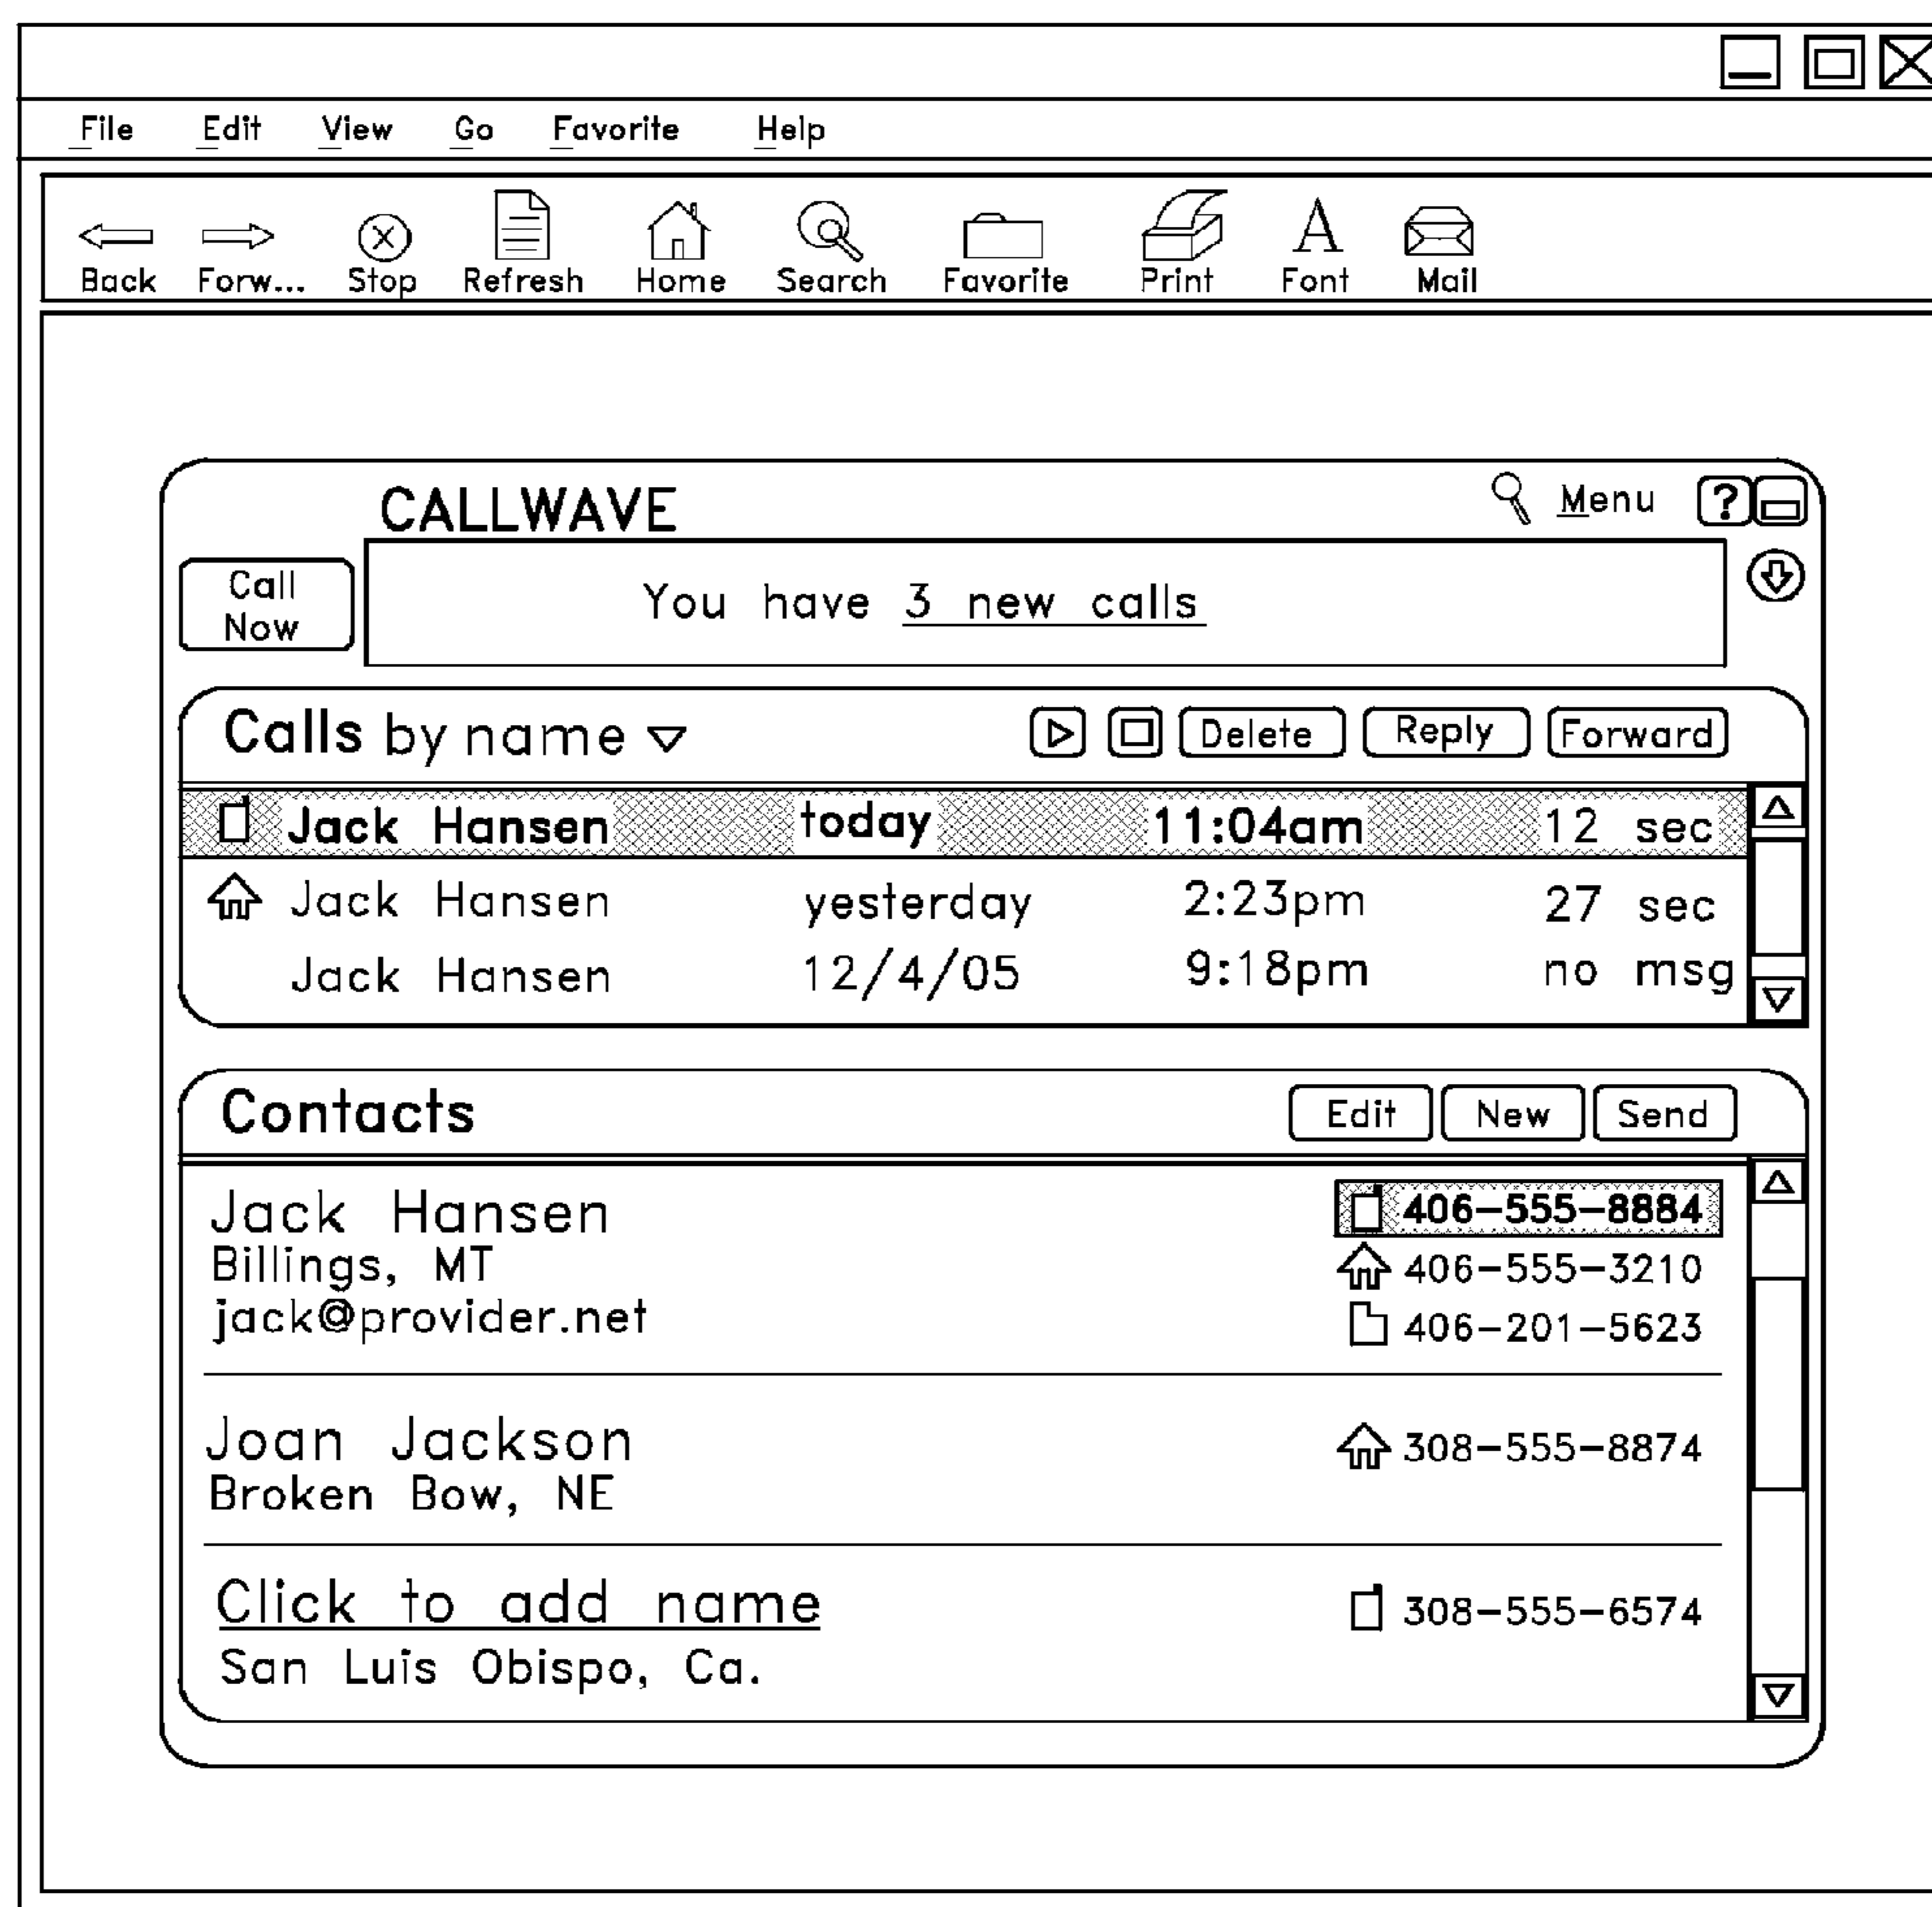 File Edit View Go Favorite Help
Back Forw... Stop Refresh Home Search Favorite Print Font Mail
CALLWAVE Menu ?
Call
Now
You have 3 new calls
Calls by name Delete Reply Forward
Jack Hansen today 11:04am 12 sec
Jack Hansen yesterday 2:23pm 27 sec
Jack Hansen 12/4/05 9:18pm no msg
Contacts Edit New Send
Jack Hansen 406-555-8884
Billings, MT 406-555-3210
jack@provider.net 406-201-5623
Joan Jackson 308-555-8874
Broken Bow, NE
Click to add name 308-555-6574
San Luis Obispo, Ca.